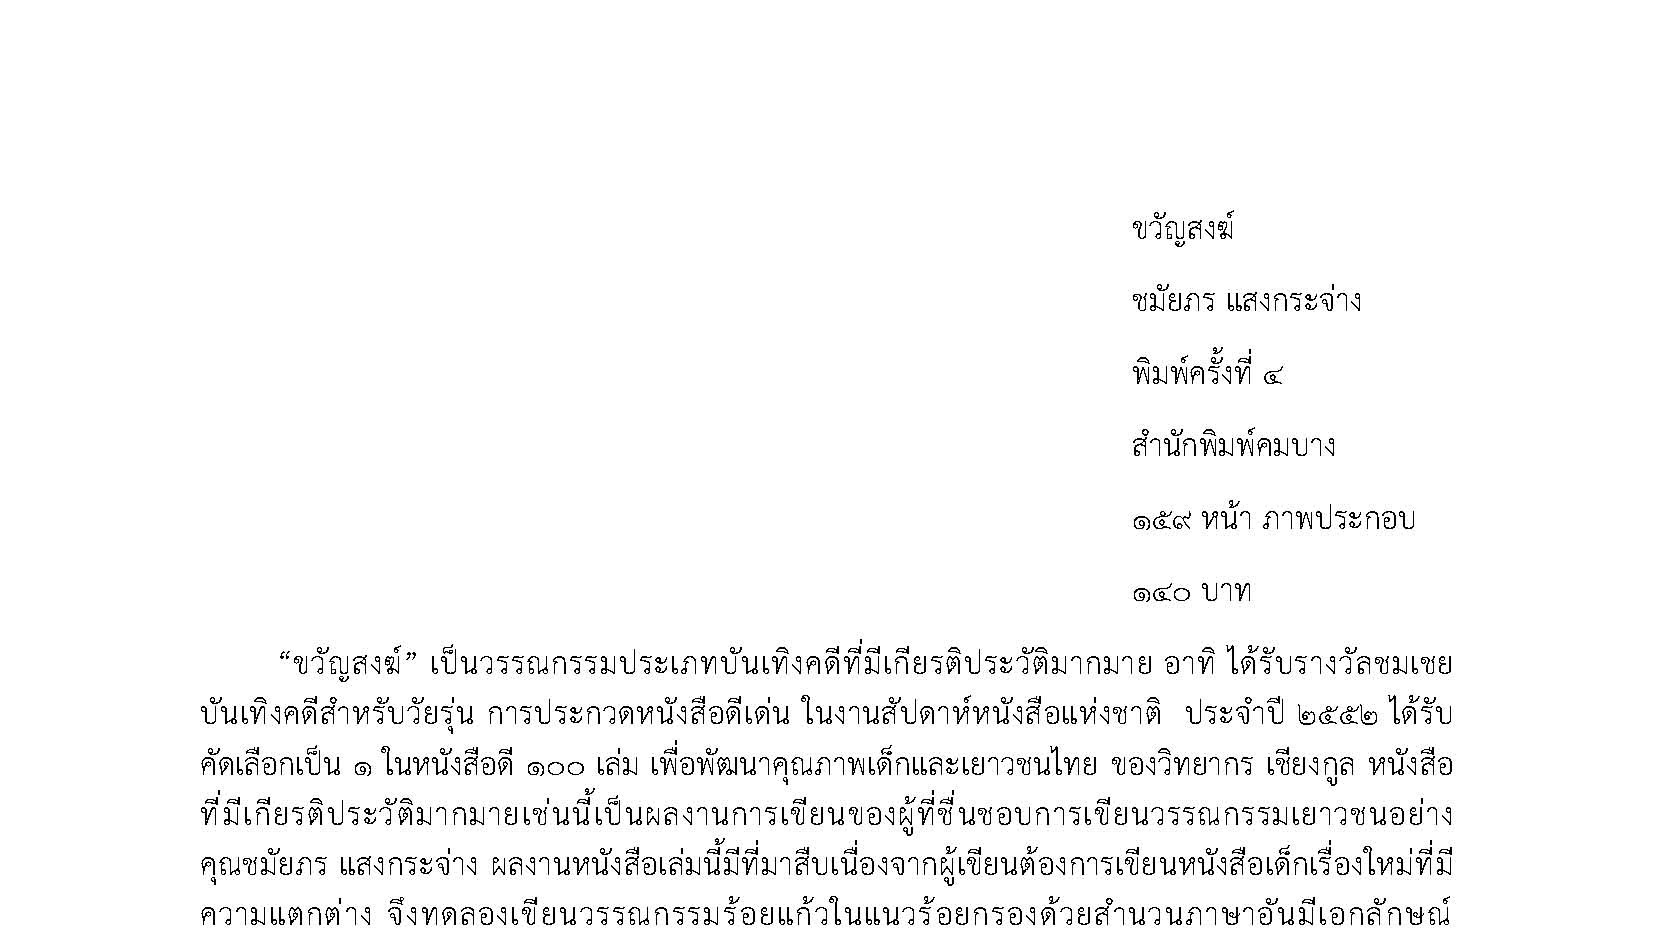 ขวัญสงฆ์
ชมัยภร แสงกระจ่าง
พิมพ์ครั้งที่ ๔
สำนักพิมพ์คมบาง
๑๕๙ หน้า ภาพประกอบ
๑๔๐ บาท
“ขวัญสงฆ์” เป็นวรรณกรรมประเภทบันเทิงคดีที่มีเกียรติประวัติมากมาย อาทิ ได้รับรางวัลชมเชย
บันเทิงคดีสำหรับวัยรุ่น การประกวดหนังสือดีเด่น ในงานสัปดาห์หนังสือแห่งชาติ ประจำปี ๒๕๕๒ ได้รับ
คัดเลือกเป็น ๑ ในหนังสือดี ๑๐๐ เล่ม เพื่อพัฒนาคุณภาพเด็กและเยาวชนไทย ของวิทยากร เชียงกูล หนังสือ
ที่มีเกียรติประวัติมากมายเช่นนี้เป็นผลงานการเขียนของผู้ที่ชื่นชอบการเขียนวรรณกรรมเยาวชนอย่าง
คุณชมัยภร แสงกระจ่าง ผลงานหนังสือเล่มนี้มีที่มาสืบเนื่องจากผู้เขียนต้องการเขียนหนังสือเด็กเรื่องใหม่ที่มี
ความแตกต่าง จึงทดลองเขียนวรรณกรรมร้อยแก้วในแนวร้อยกรองด้วยสำนวนภาษาอันมีเอกลักษณ์